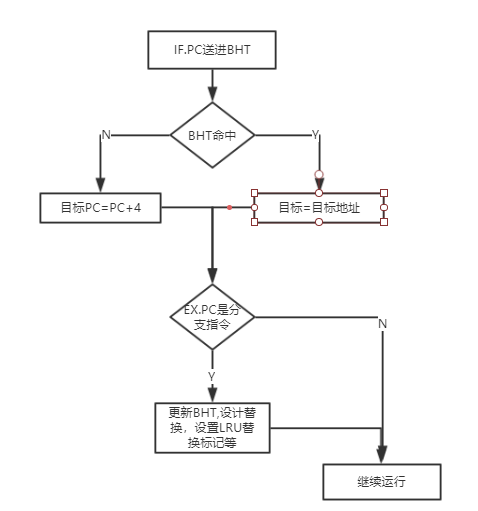 IF.PC送进BHT
BHT命中
N
Y
目标PC=PC+4
目标=目标地址
EX.PC是分
支指令
N
Y
更新BHT,设计替
换，设置LRU替
换标记等
继续运行